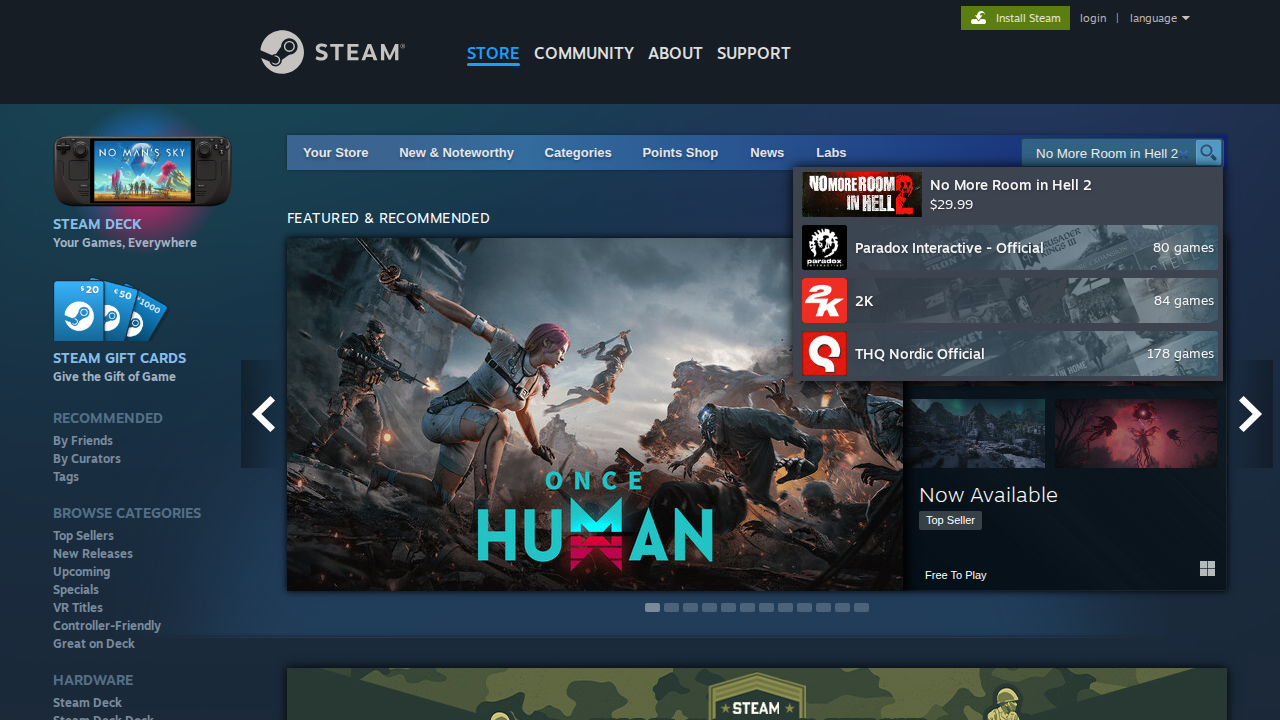 Install Steam
login | language
STEAM®
STORE COMMUNITY ABOUT SUPPORT
NO MAN'S SKY
STEAM DECK
Your Games, Everywhere
$20 €50 €1000
STEAM GIFT CARDS
Give the Gift of Game
RECOMMENDED
By Friends
By Curators
Tags
BROWSE CATEGORIES
Top Sellers
New Releases
Upcoming
Specials
VR Titles
Controller-Friendly
Great on Deck
HARDWARE
Steam Deck
Steam Deck Dock
Your Store New & Noteworthy Categories Points Shop News Labs
No More Room in Hell 2
NO MORE ROOM
IN HELL 2
No More Room in Hell 2
$29.99
paradox
INTERACTIVE
Paradox Interactive - Official
80 games
2K
2K
84 games
THQ Nordic Official
178 games
FEATURED & RECOMMENDED
ONCE
HUMAN
Now Available
Top Seller
Free To Play
STEAM